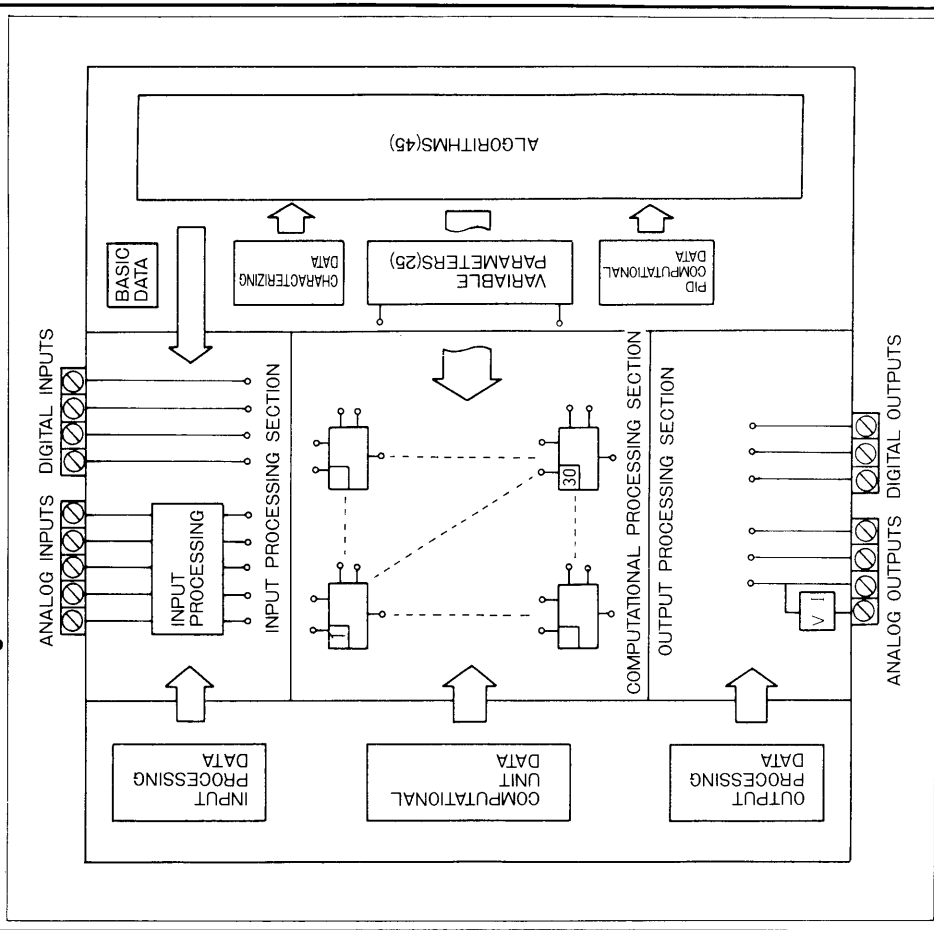 ALGORITHMS(45)
BASIC
DATA
CHARACTERIZING
DATA
VARIABLE
PARAMETERS(25)
PID
COMPUTATIONAL
DATA
DIGITAL INPUTS
ANALOG INPUTS
INPUT
PROCESSING
INPUT PROCESSING SECTION
1
30
COMPUTATIONAL PROCESSING SECTION
OUTPUT PROCESSING SECTION
V I
DIGITAL OUTPUTS
ANALOG OUTPUTS
INPUT
PROCESSING
DATA
COMPUTATIONAL
UNIT
DATA
OUTPUT
PROCESSING
DATA